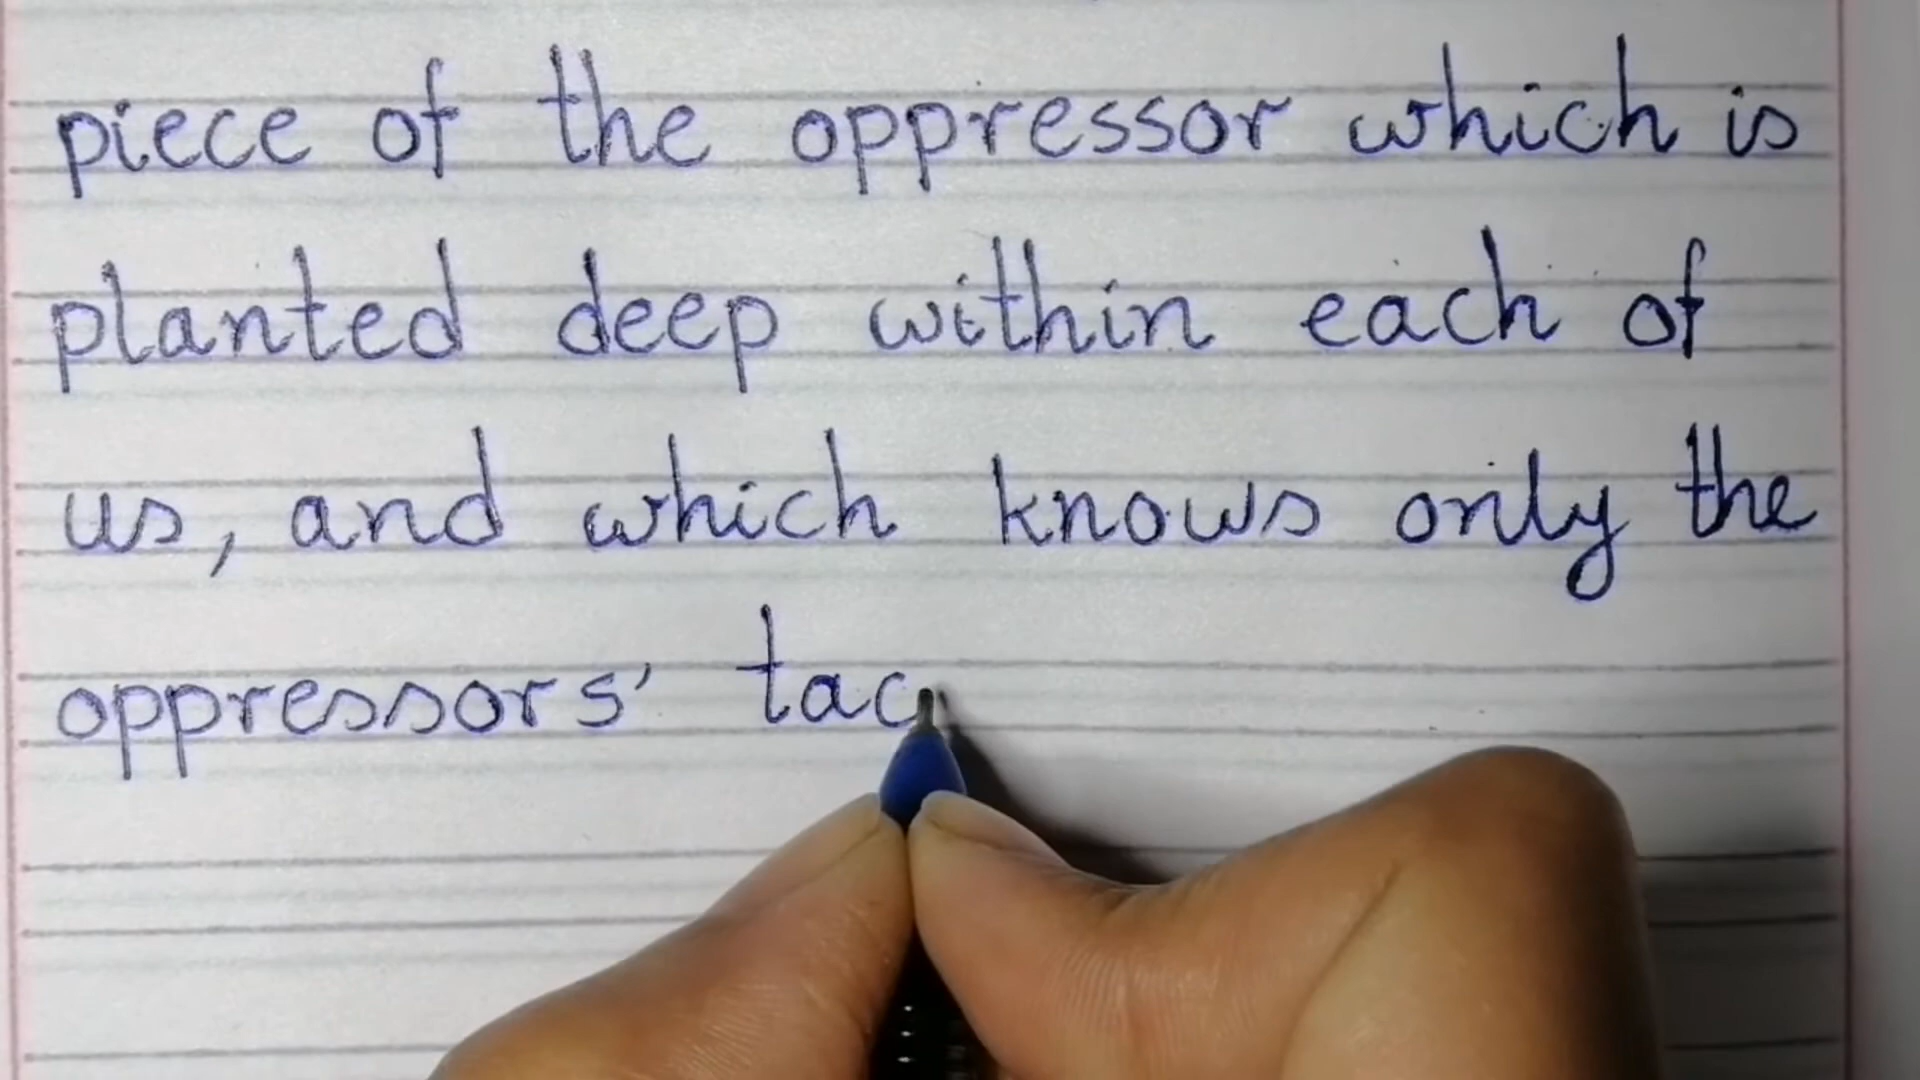 piece of the oppressor which is
planted deep within each of
us, and which knows only the
oppressors' tac